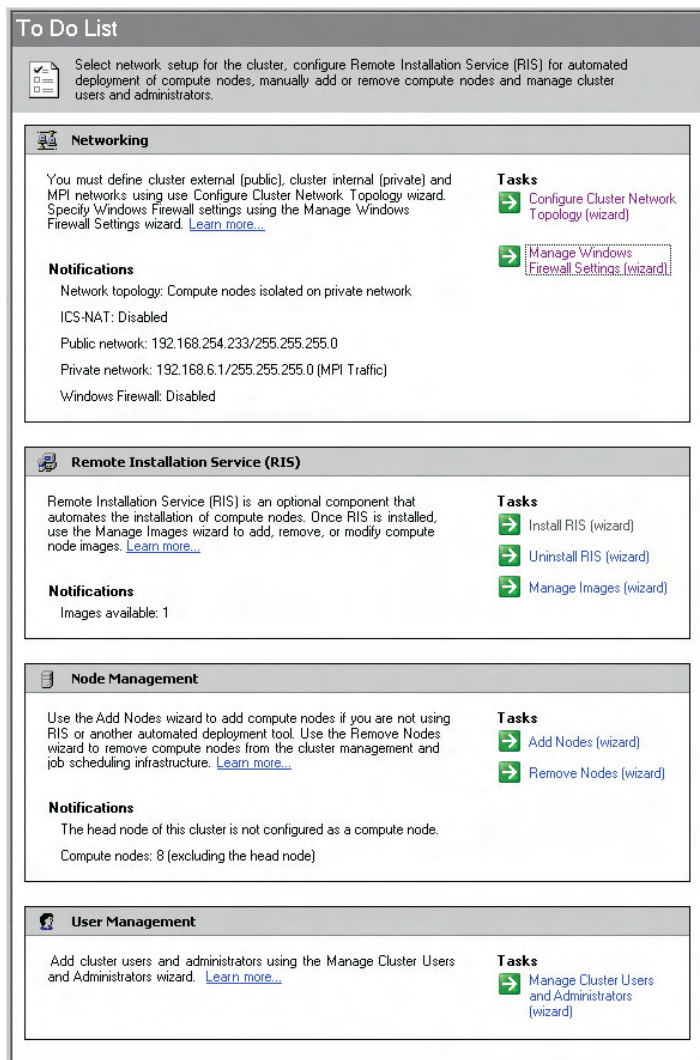 To Do List
Select network setup for the cluster, configure Remote Installation Service (RIS) for automated
deployment of compute nodes, manually add or remove compute nodes and manage cluster
users and administrators.
Networking
You must define cluster external (public), cluster internal (private) and
MPI networks using use Configure Cluster Network Topology wizard.
Specify Windows Firewall settings using the Manage Windows
Firewall Settings wizard. Learn more...
Notifications
Network topology: Compute nodes isolated on private network
ICS-NAT: Disabled
Public network: 192.168.254.233/255.255.255.0
Private network: 192.168.6.1/255.255.255.0 (MPI Traffic)
Windows Firewall: Disabled
Tasks
Configure Cluster Network
Topology (wizard)
Manage Windows
Firewall Settings (wizard)
Remote Installation Service (RIS)
Remote Installation Service (RIS) is an optional component that
automates the installation of compute nodes. Once RIS is installed,
use the Manage Images wizard to add, remove, or modify compute
node images. Learn more...
Notifications
Images available: 1
Tasks
Install RIS (wizard)
Uninstall RIS (wizard)
Manage Images (wizard)
Node Management
Use the Add Nodes wizard to add compute nodes if you are not using
RIS or another automated deployment tool. Use the Remove Nodes
wizard to remove compute nodes from the cluster management and
job scheduling infrastructure. Learn more...
Notifications
The head node of this cluster is not configured as a compute node.
Compute nodes: 8 (excluding the head node)
Tasks
Add Nodes (wizard)
Remove Nodes (wizard)
User Management
Add cluster users and administrators using the Manage Cluster Users
and Administrators wizard. Learn more...
Tasks
Manage Cluster Users
and Administrators
(wizard)